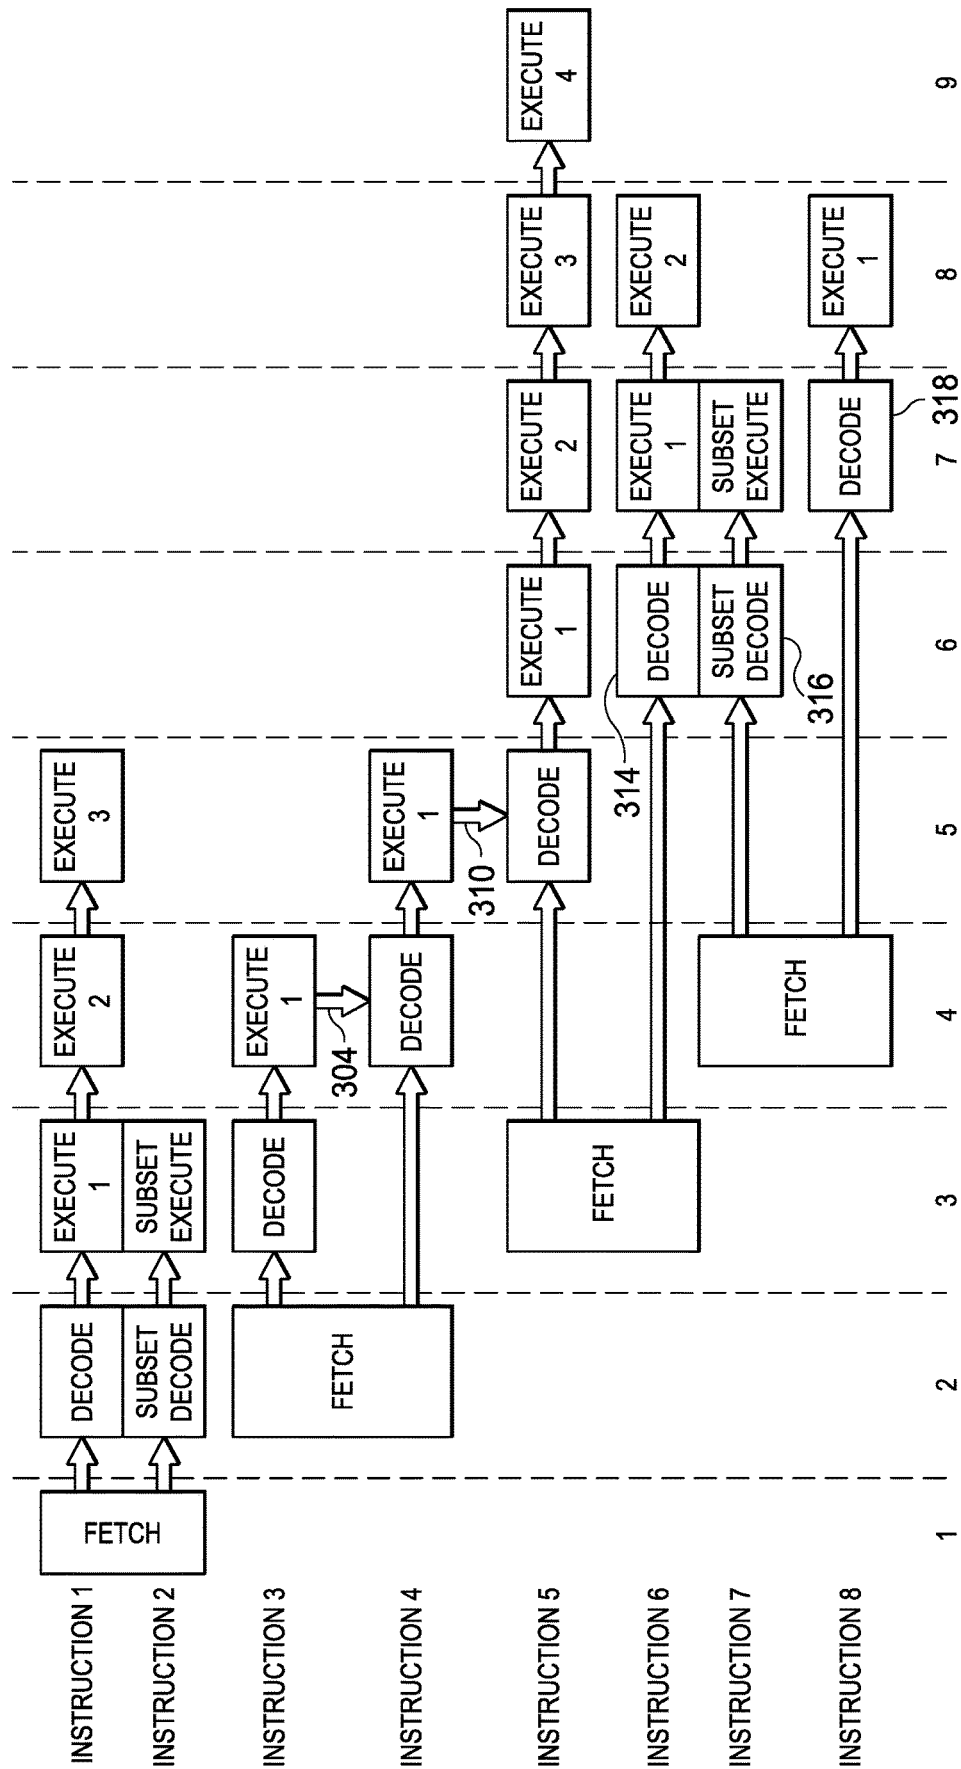 INSTRUCTION 1
FETCH
DECODE
EXECUTE
1
EXECUTE
2
EXECUTE
3
INSTRUCTION 2
SUBSET
DECODE
SUBSET
EXECUTE
INSTRUCTION 3
FETCH
DECODE
EXECUTE
1
304
INSTRUCTION 4
DECODE
EXECUTE
1
310
INSTRUCTION 5
FETCH
DECODE
EXECUTE
1
EXECUTE
2
EXECUTE
3
EXECUTE
4
INSTRUCTION 6
314
DECODE
EXECUTE
1
EXECUTE
2
INSTRUCTION 7
FETCH
SUBSET
DECODE
SUBSET
EXECUTE
316
INSTRUCTION 8
DECODE
EXECUTE
1
318
1
2
3
4
5
6
7
8
9